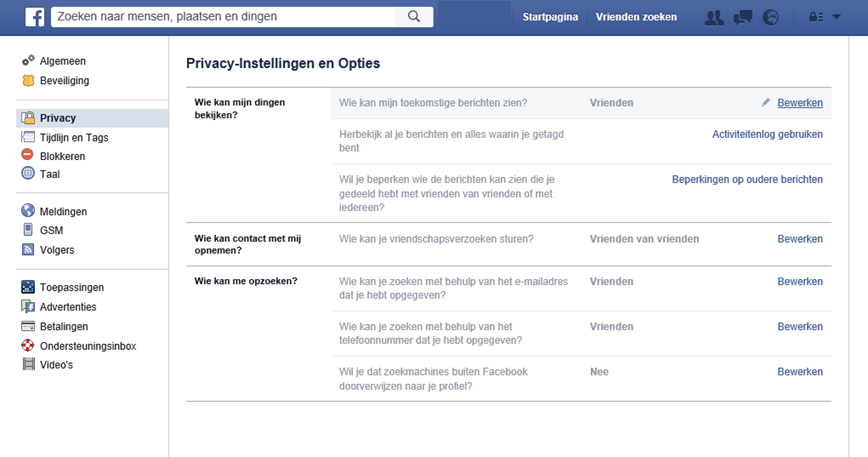 Zoeken naar mensen, plaatsen en dingen
Startpagina
Vrienden zoeken
Algemeen
Beveiliging
Privacy
Tijdlijn en Tags
Blokkeren
Taal
Meldingen
GSM
Volgers
Toepassingen
Advertenties
Betalingen
Ondersteuningsinbox
Video's
Privacy-Instellingen en Opties
Wie kan mijn dingen
bekijken?
Wie kan mijn toekomstige berichten zien?
Vrienden
Bewerken
Herbekijk al je berichten en alles waarin je getagd
bent
Activiteitenlog gebruiken
Wil je beperken wie de berichten kan zien die je
gedeeld hebt met vrienden van vrienden of met
iedereen?
Beperkingen op oudere berichten
Wie kan contact met mij
opnemen?
Wie kan je vriendschapsverzoeken sturen?
Vrienden van vrienden
Bewerken
Wie kan me opzoeken?
Wie kan je zoeken met behulp van het e-mailadres
dat je hebt opgegeven?
Vrienden
Bewerken
Wie kan je zoeken met behulp van het
telefoonnummer dat je hebt opgegeven?
Vrienden
Bewerken
Wil je dat zoekmachines buiten Facebook
doorverwijzen naar je profiel?
Nee
Bewerken